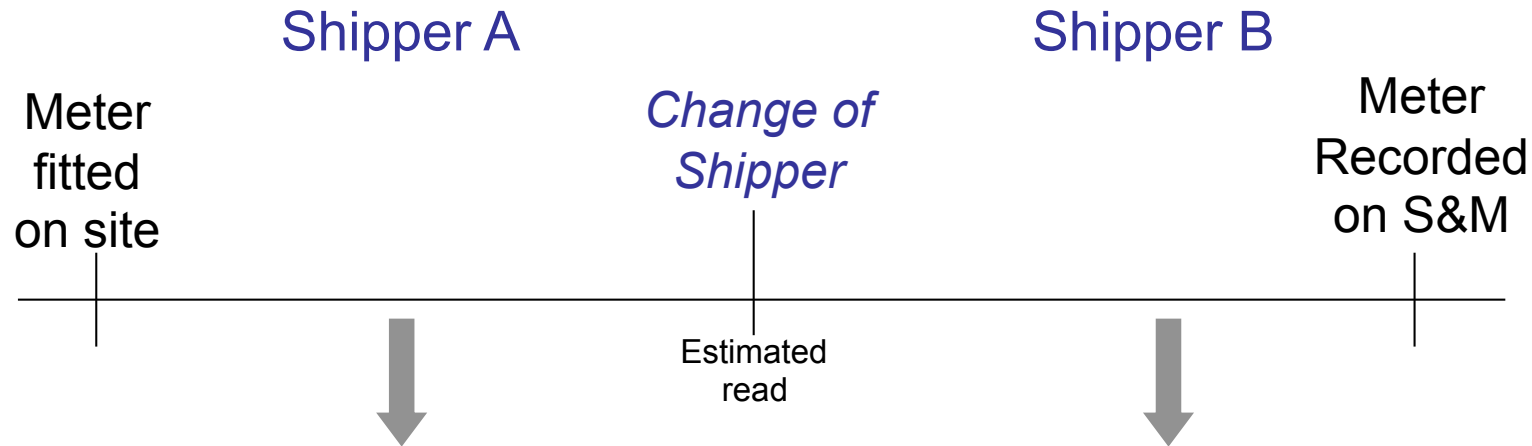 Shipper A
Shipper B
Meter
fitted
on site
Change of
Shipper
Meter
Recorded
on S&M
Estimated
read